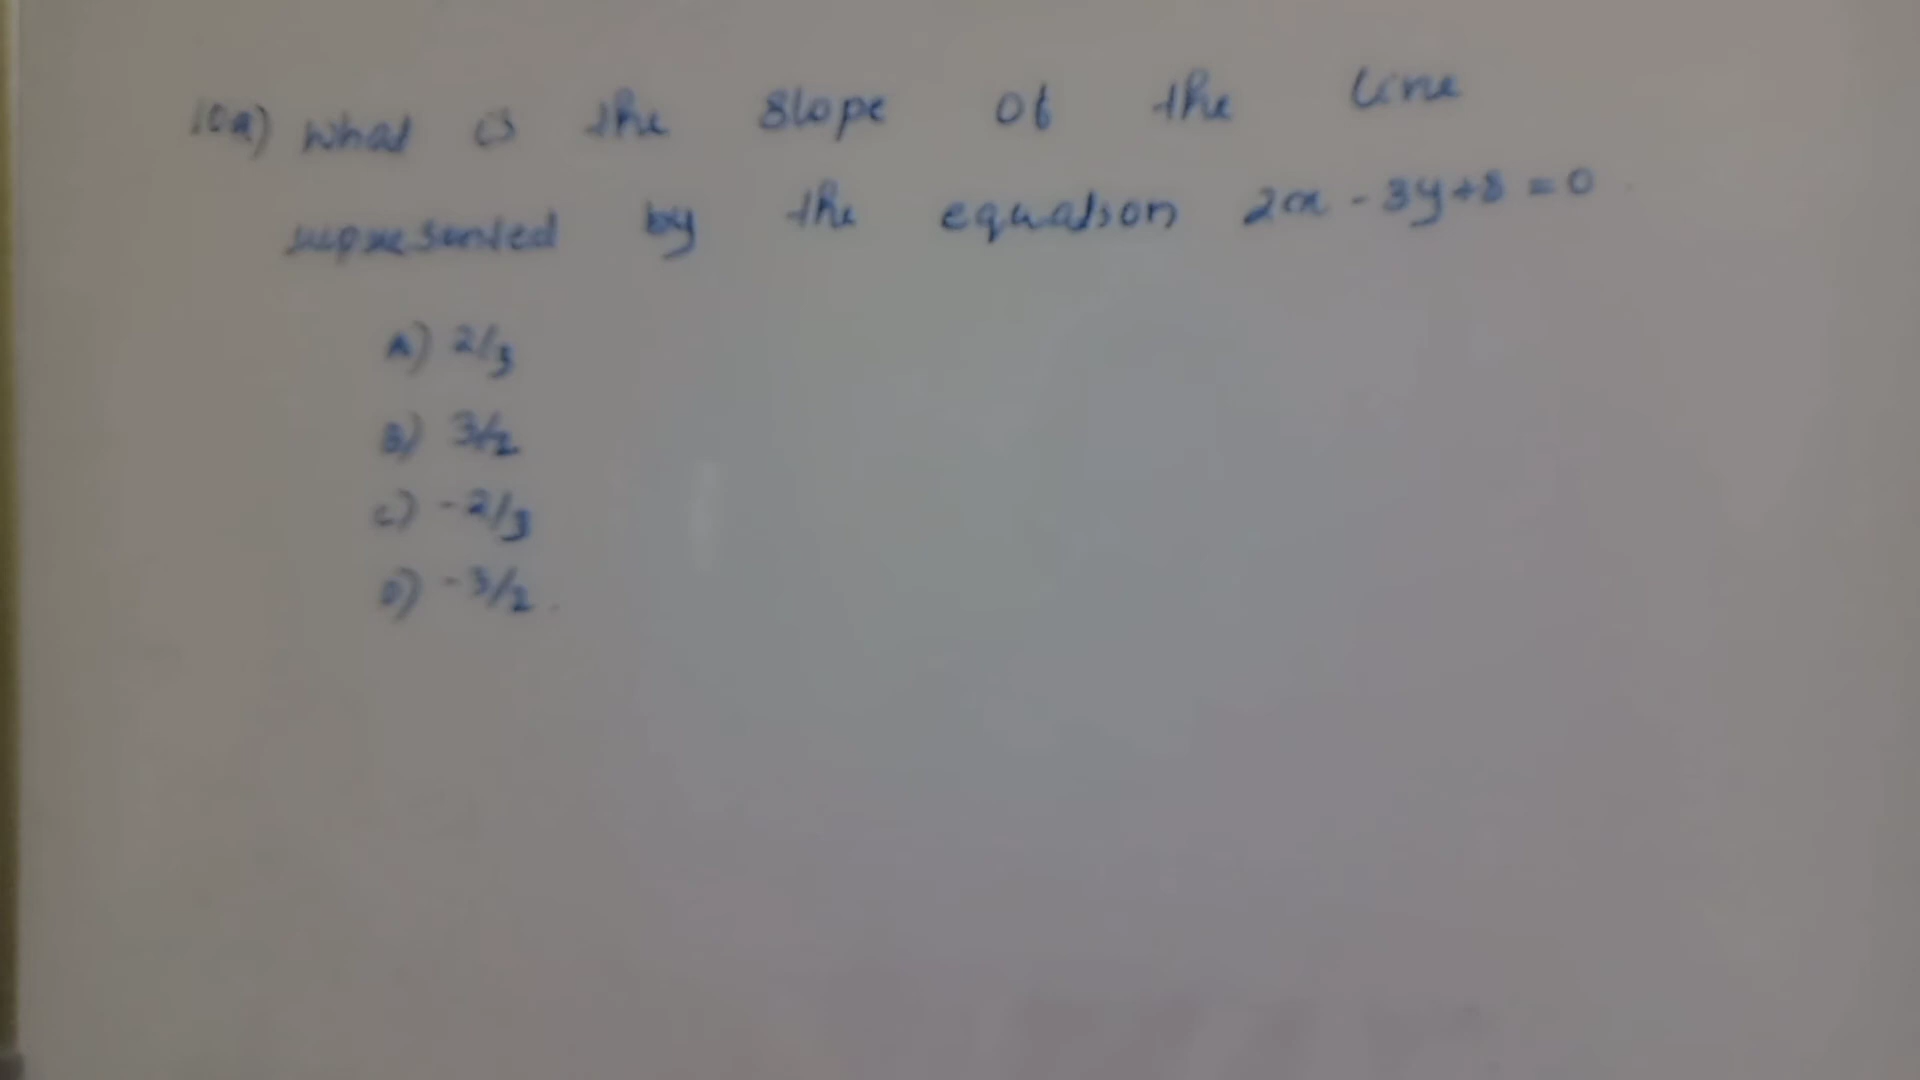 10a) What is the slope of the line
represented by the equation 2x - 3y+8 = 0
A) 2/3
B) 3/2
C) -2/3
D) -3/2.